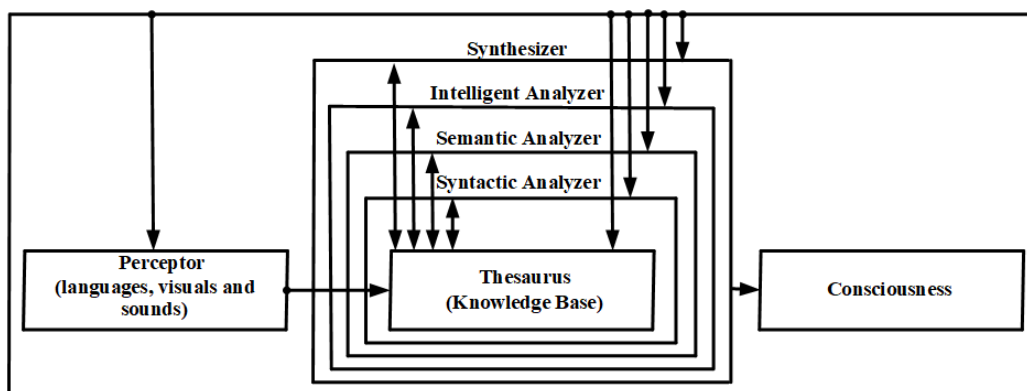 Synthesizer
Intelligent Analyzer
Semantic Analyzer
Syntactic Analyzer
Perceptor
(languages, visuals and
sounds)
Thesaurus
(Knowledge Base)
Consciousness